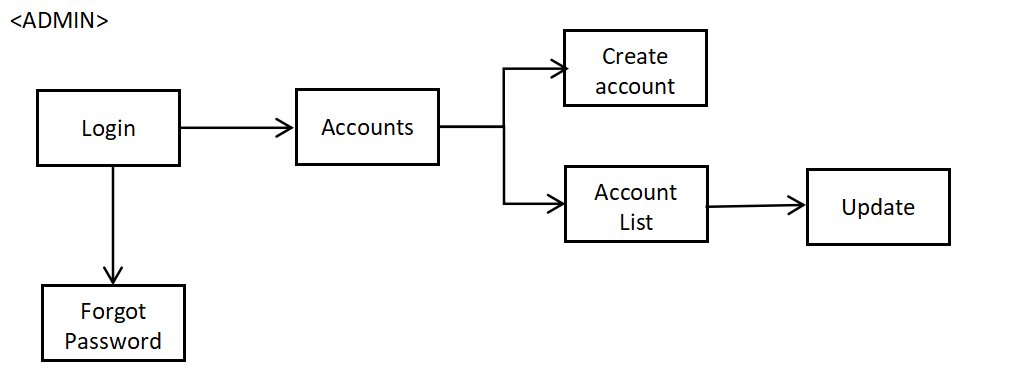 <ADMIN>
Login
Accounts
Create
account
Account
List
Update
Forgot
Password